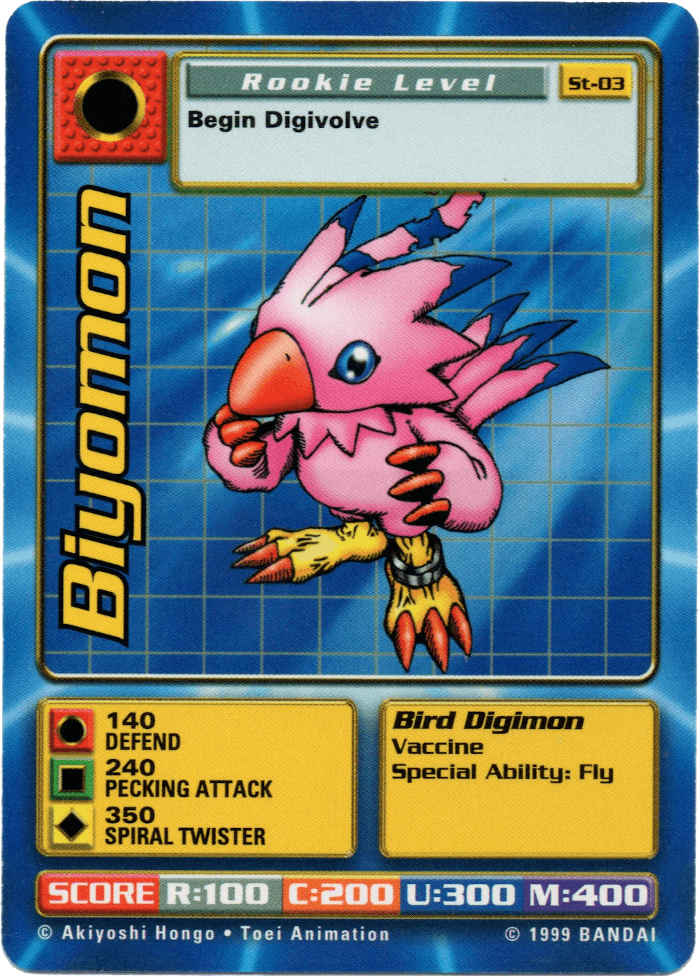 Rookie Level
St-03
Begin Digivolve
Biyomon
140
DEFEND
240
PECKING ATTACK
350
SPIRAL TWISTER
Bird Digimon
Vaccine
Special Ability: Fly
SCORE R:100 C:200 U:300 M:400
© Akiyoshi Hongo • Toei Animation © 1999 BANDAI